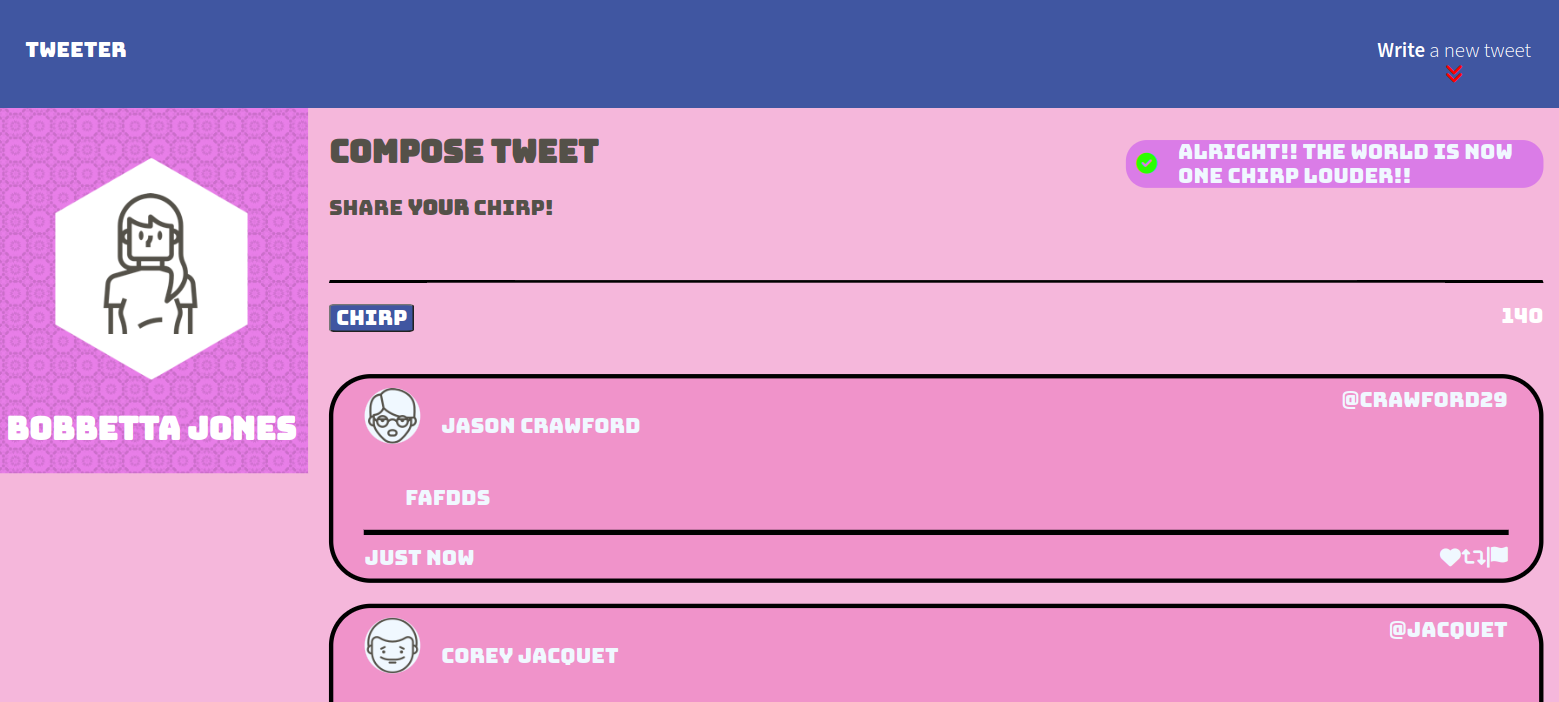 TWEETER
Write a new tweet
COMPOSE TWEET
ALRIGHT!! THE WORLD IS NOW
ONE CHIRP LOUDER!!
SHARE YOUR CHIRP!
CHIRP
140
BOBBETTA JONES
JASON CRAWFORD
@CRAWFORD29
FAFDDS
JUST NOW
COREY JACQUET
@JACQUET